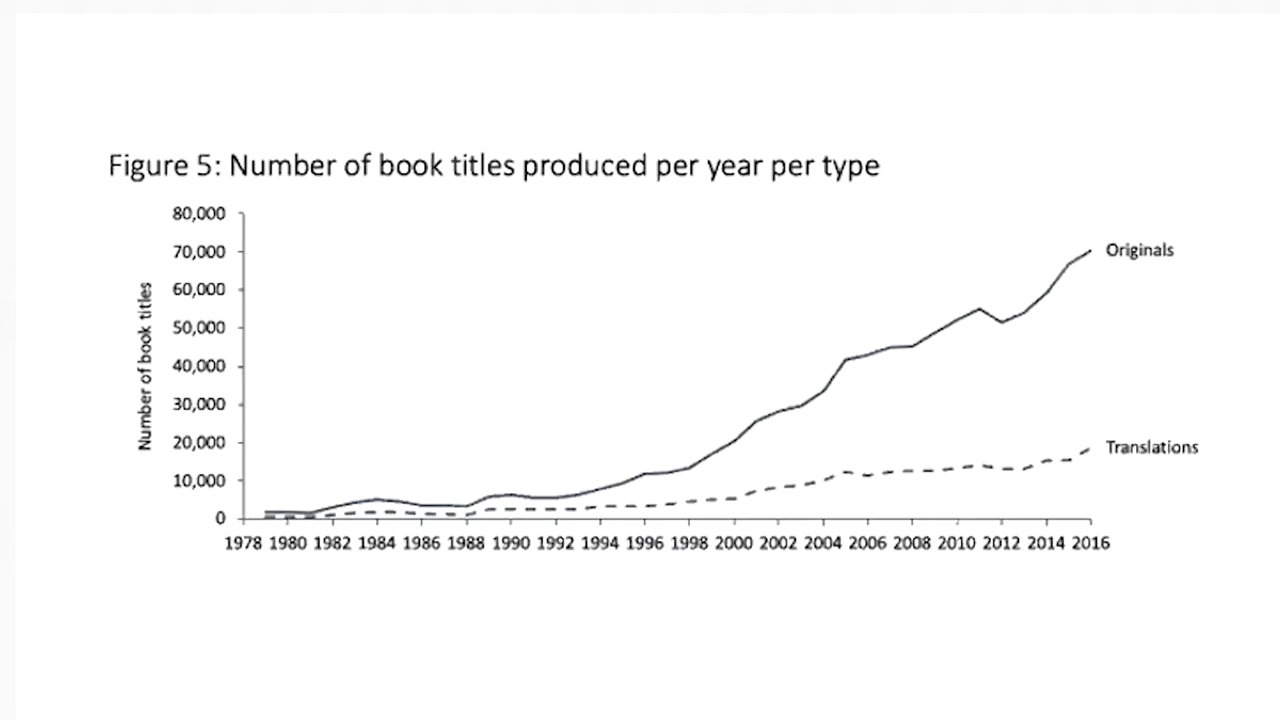 Figure 5: Number of book titles produced per year per type
80,000
70,000
60,000
50,000
40,000
30,000
20,000
10,000
0
Number of book titles
Originals
Translations
1978 1980 1982 1984 1986 1988 1990 1992 1994 1996 1998 2000 2002 2004 2006 2008 2010 2012 2014 2016